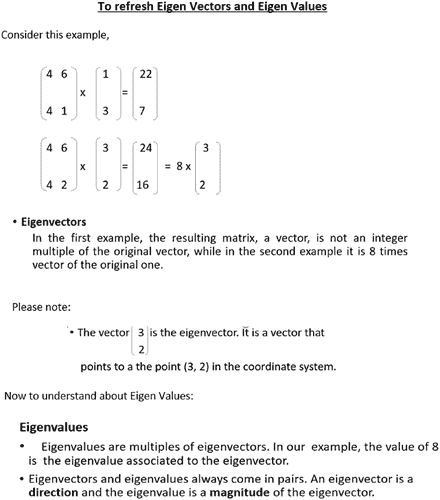 To refresh Eigen Vectors and Eigen Values
Consider this example,
4 6 1 22
x =
4 1 3 7
4 6 3 24 3
x = = 8 x
4 2 2 16 2
• Eigenvectors
In the first example, the resulting matrix, a vector, is not an integer
multiple of the original vector, while in the second example it is 8 times
vector of the original one.
Please note:
• The vector 3 is the eigenvector. It is a vector that
2
points to a the point (3, 2) in the coordinate system.
Now to understand about Eigen Values:
Eigenvalues
• Eigenvalues are multiples of eigenvectors. In our example, the value of 8
is the eigenvalue associated to the eigenvector.
• Eigenvectors and eigenvalues always come in pairs. An eigenvector is a
direction and the eigenvalue is a magnitude of the eigenvector.